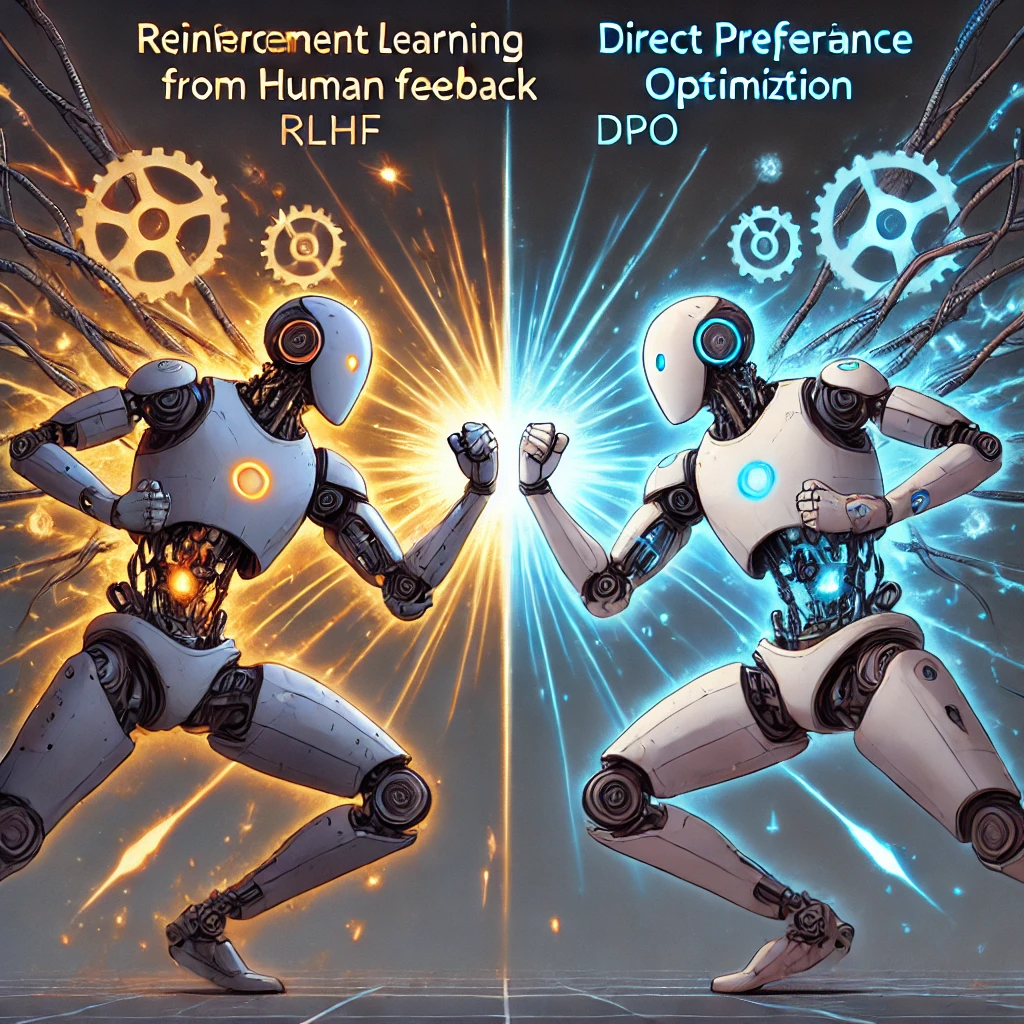 Reinfercement Learning
from Human feeback
RLHF
Direct Preferance
Optimiztion
DPO